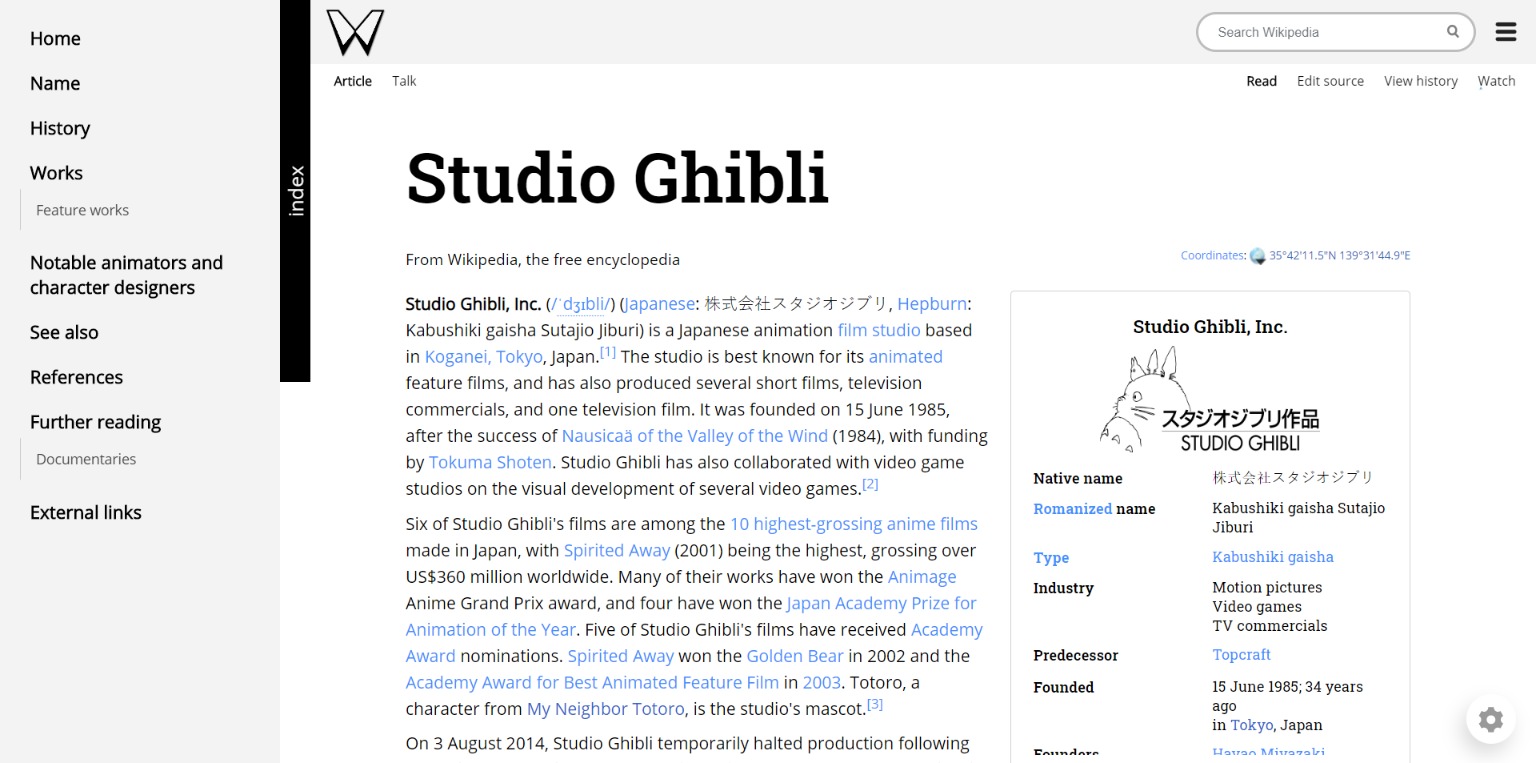 Home
Name
History
Works
Feature works
Notable animators and
character designers
See also
References
Further reading
Documentaries
External links
index
W
Search Wikipedia
Article Talk
Read Edit source View history Watch
Studio Ghibli
From Wikipedia, the free encyclopedia
Coordinates: 35°42′11.5″N 139°31′44.9″E
Studio Ghibli, Inc. (/ˈdʒɪbli/) (Japanese: 株式会社スタジオジブリ, Hepburn:
Kabushiki gaisha Sutajio Jiburi) is a Japanese animation film studio based
in Koganei, Tokyo, Japan.[1] The studio is best known for its animated
feature films, and has also produced several short films, television
commercials, and one television film. It was founded on 15 June 1985,
after the success of Nausicaä of the Valley of the Wind (1984), with funding
by Tokuma Shoten. Studio Ghibli has also collaborated with video game
studios on the visual development of several video games.[2]
Six of Studio Ghibli's films are among the 10 highest-grossing anime films
made in Japan, with Spirited Away (2001) being the highest, grossing over
US$360 million worldwide. Many of their works have won the Animage
Anime Grand Prix award, and four have won the Japan Academy Prize for
Animation of the Year. Five of Studio Ghibli's films have received Academy
Award nominations. Spirited Away won the Golden Bear in 2002 and the
Academy Award for Best Animated Feature Film in 2003. Totoro, a
character from My Neighbor Totoro, is the studio's mascot.[3]
On 3 August 2014, Studio Ghibli temporarily halted production following
Studio Ghibli, Inc.
スタジオジブリ作品
STUDIO GHIBLI
Native name 株式会社スタジオジブリ
Romanized name Kabushiki gaisha Sutajio
Jiburi
Type Kabushiki gaisha
Industry Motion pictures
Video games
TV commercials
Predecessor Topcraft
Founded 15 June 1985; 34 years
ago
in Tokyo, Japan
Founders Hayao Miyazaki